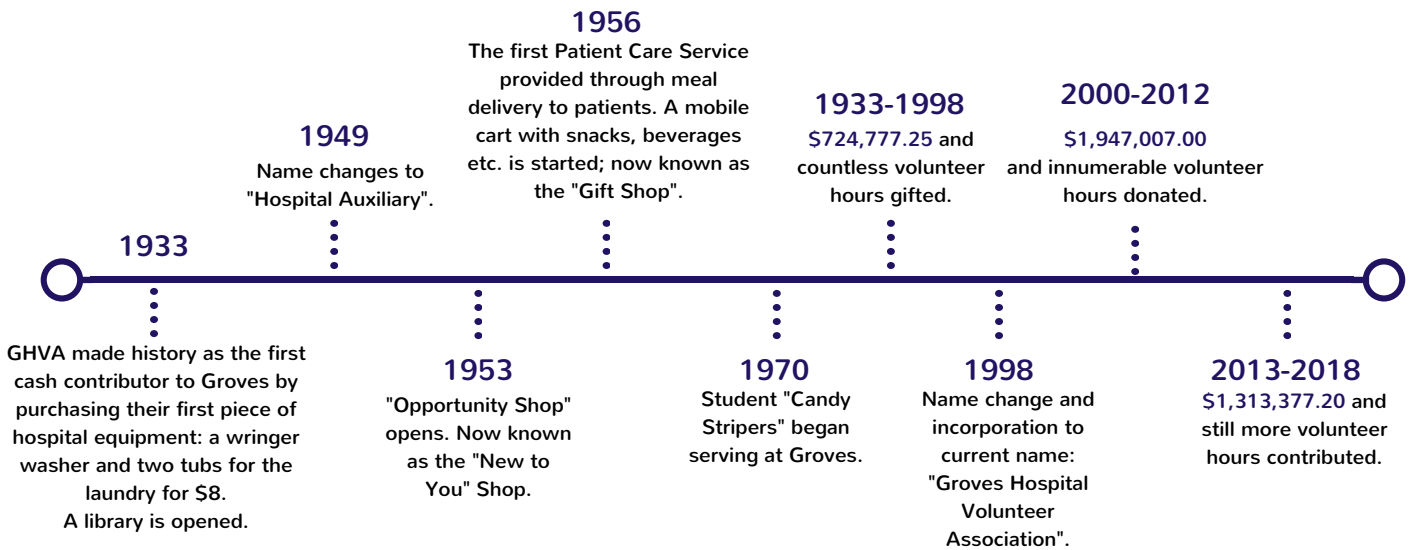 1933
GHVA made history as the first
cash contributor to Groves by
purchasing their first piece of
hospital equipment: a wringer
washer and two tubs for the
laundry for $8.
A library is opened.
1949
Name changes to
"Hospital Auxiliary".
1953
"Opportunity Shop"
opens. Now known
as the "New to
You" Shop.
1956
The first Patient Care Service
provided through meal
delivery to patients. A mobile
cart with snacks, beverages
etc. is started; now known as
the "Gift Shop".
1970
Student "Candy
Stripers" began
serving at Groves.
1933-1998
$724,777.25 and
countless volunteer
hours gifted.
1998
Name change and
incorporation to
current name:
"Groves Hospital
Volunteer
Association".
2000-2012
$1,947,007.00
and innumerable volunteer
hours donated.
2013-2018
$1,313,377.20 and
still more volunteer
hours contributed.